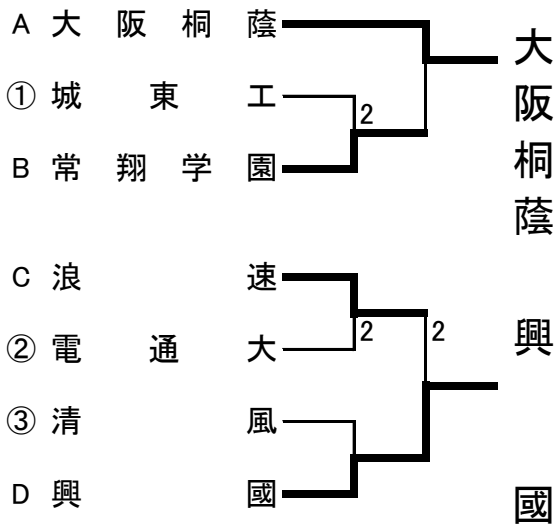 A 大阪桐蔭
① 城東工
2
B 常翔学園
大阪桐蔭
C 浪速
② 電通大
2
2
③ 清風
D 興國
興國